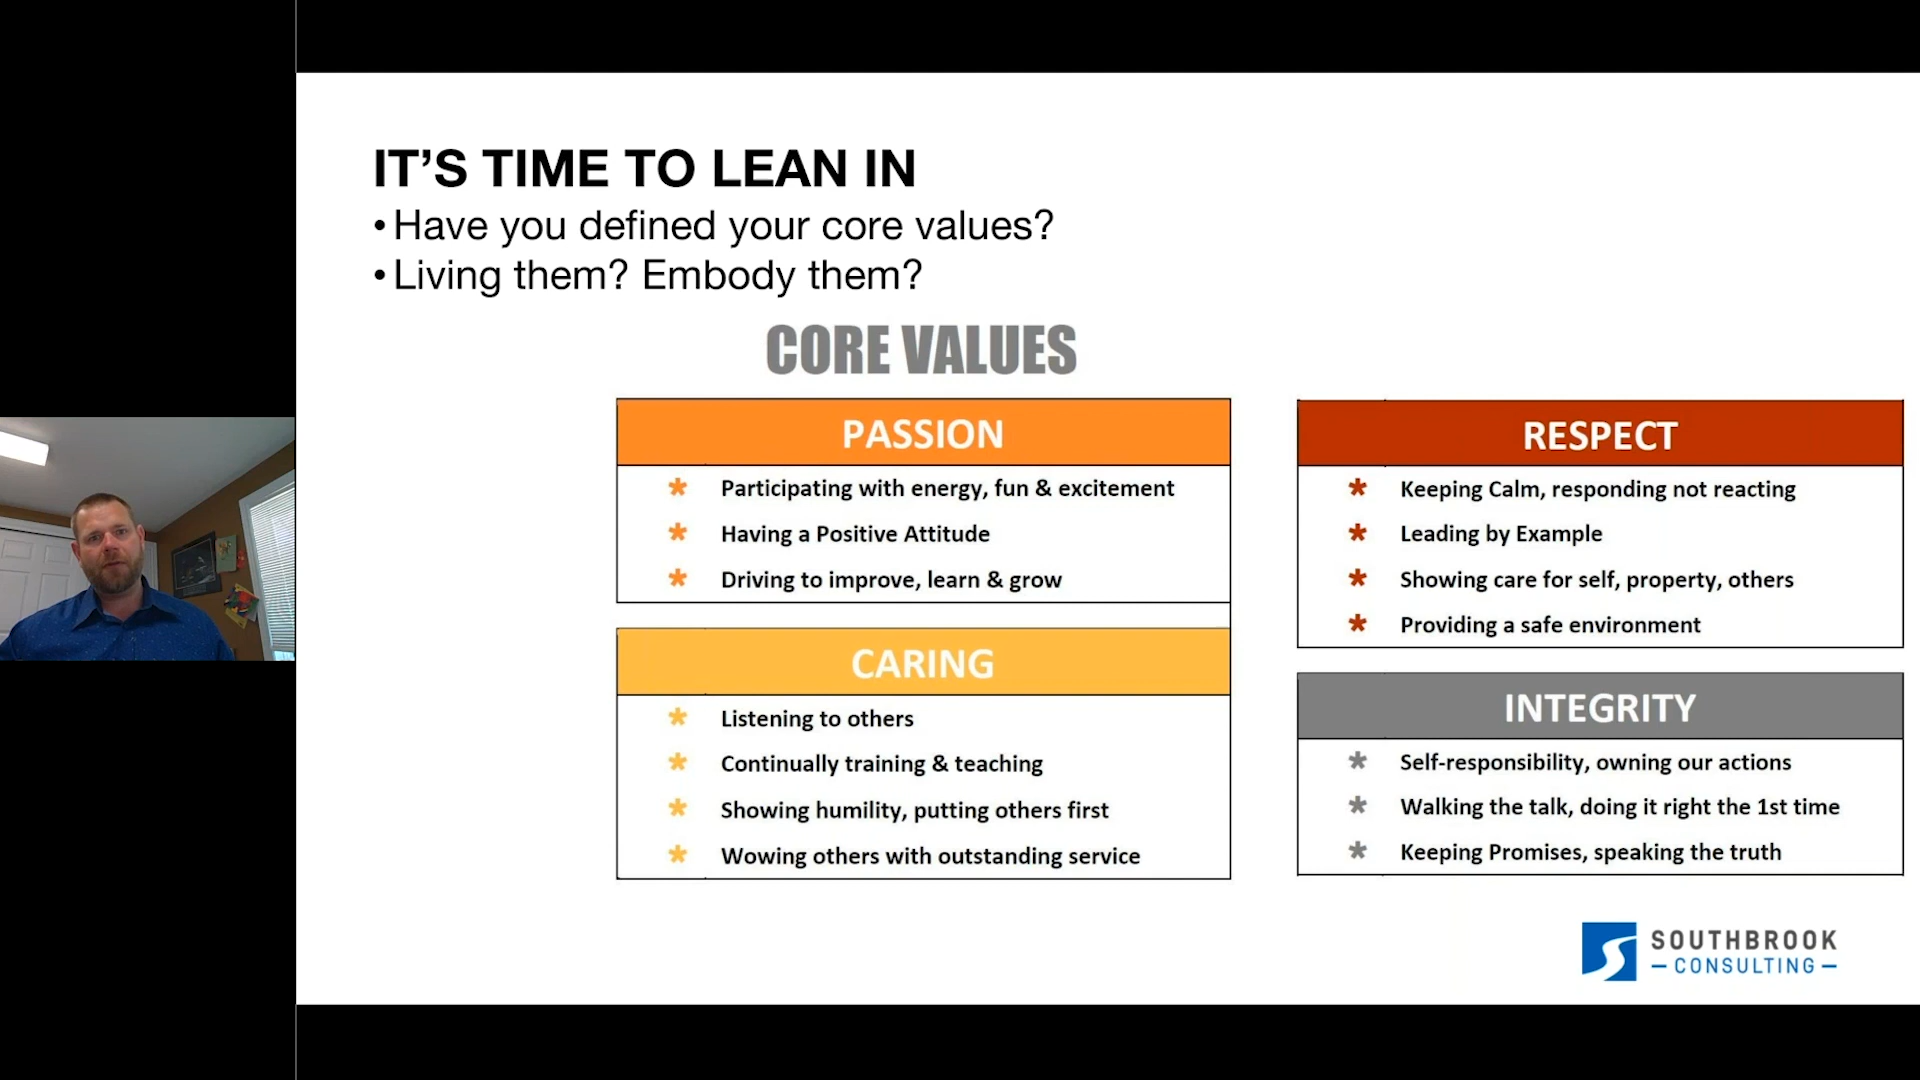 IT’S TIME TO LEAN IN
• Have you defined your core values?
• Living them? Embody them?
CORE VALUES
PASSION
* Participating with energy, fun & excitement
* Having a Positive Attitude
* Driving to improve, learn & grow
CARING
* Listening to others
* Continually training & teaching
* Showing humility, putting others first
* Wowing others with outstanding service
RESPECT
* Keeping Calm, responding not reacting
* Leading by Example
* Showing care for self, property, others
* Providing a safe environment
INTEGRITY
* Self-responsibility, owning our actions
* Walking the talk, doing it right the 1st time
* Keeping Promises, speaking the truth
SOUTHBROOK
– CONSULTING –